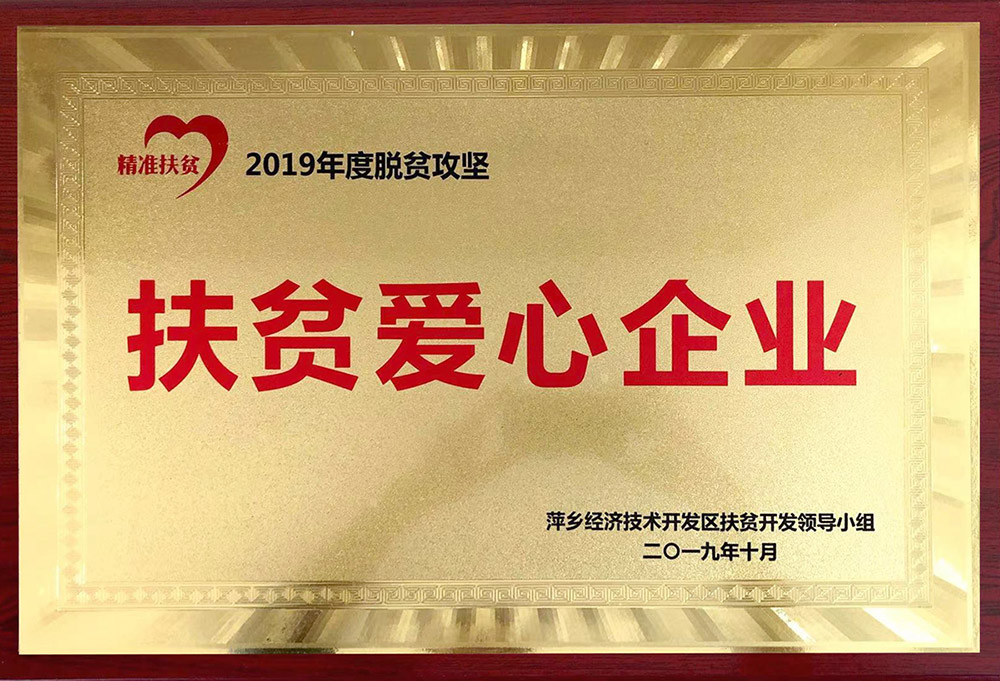 精准扶贫
2019年度脱贫攻坚
扶贫爱心企业
萍乡经济技术开发区扶贫开发领导小组
二〇一九年十月